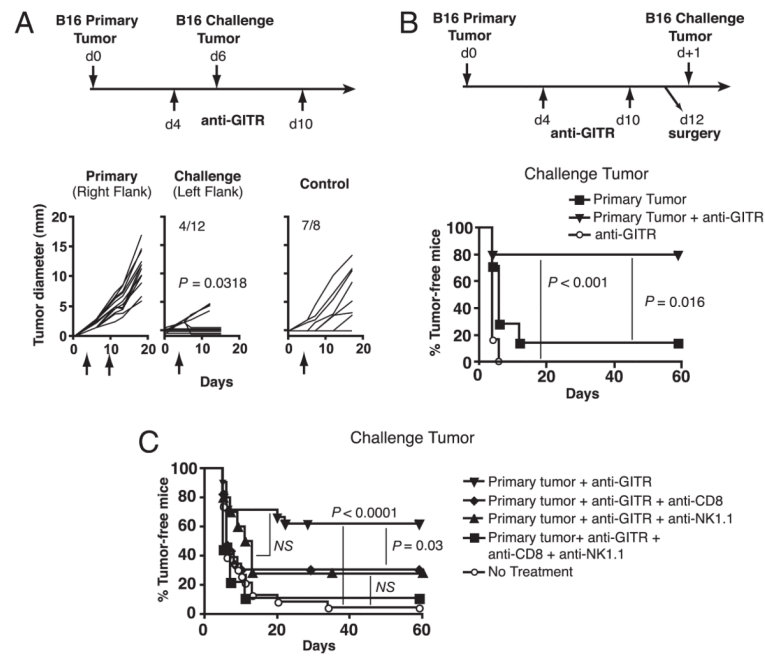 A
B16 Primary
Tumor
d0
B16 Challenge
Tumor
d6
d4
anti-GITR
d10
Primary
(Right Flank)
Challenge
(Left Flank)
Control
Tumor diameter (mm)
20
15
10
5
0
4/12
P = 0.0318
7/8
0
10
20
0
10
20
0
10
20
Days
B
B16 Primary
Tumor
d0
B16 Challenge
Tumor
d+1
d4
anti-GITR
d10
d12
surgery
Challenge Tumor
Primary Tumor
Primary Tumor + anti-GITR
anti-GITR
% Tumor-free mice
100
80
60
40
20
0
P < 0.001
P = 0.016
0
20
40
60
Days
C
Challenge Tumor
% Tumor-free mice
100
80
60
40
20
0
P < 0.0001
NS
P = 0.03
NS
0
20
40
60
Days
Primary tumor + anti-GITR
Primary tumor + anti-GITR + anti-CD8
Primary tumor + anti-GITR + anti-NK1.1
Primary tumor+ anti-GITR +
anti-CD8 + anti-NK1.1
No Treatment